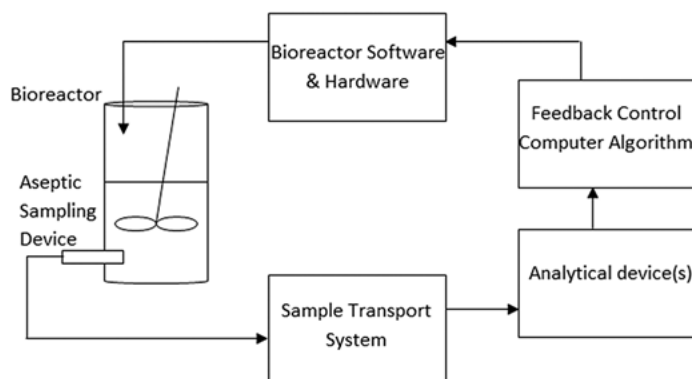 Bioreactor Software
& Hardware
Bioreactor
Feedback Control
Computer Algorithm
Aseptic
Sampling
Device
Analytical device(s)
Sample Transport
System